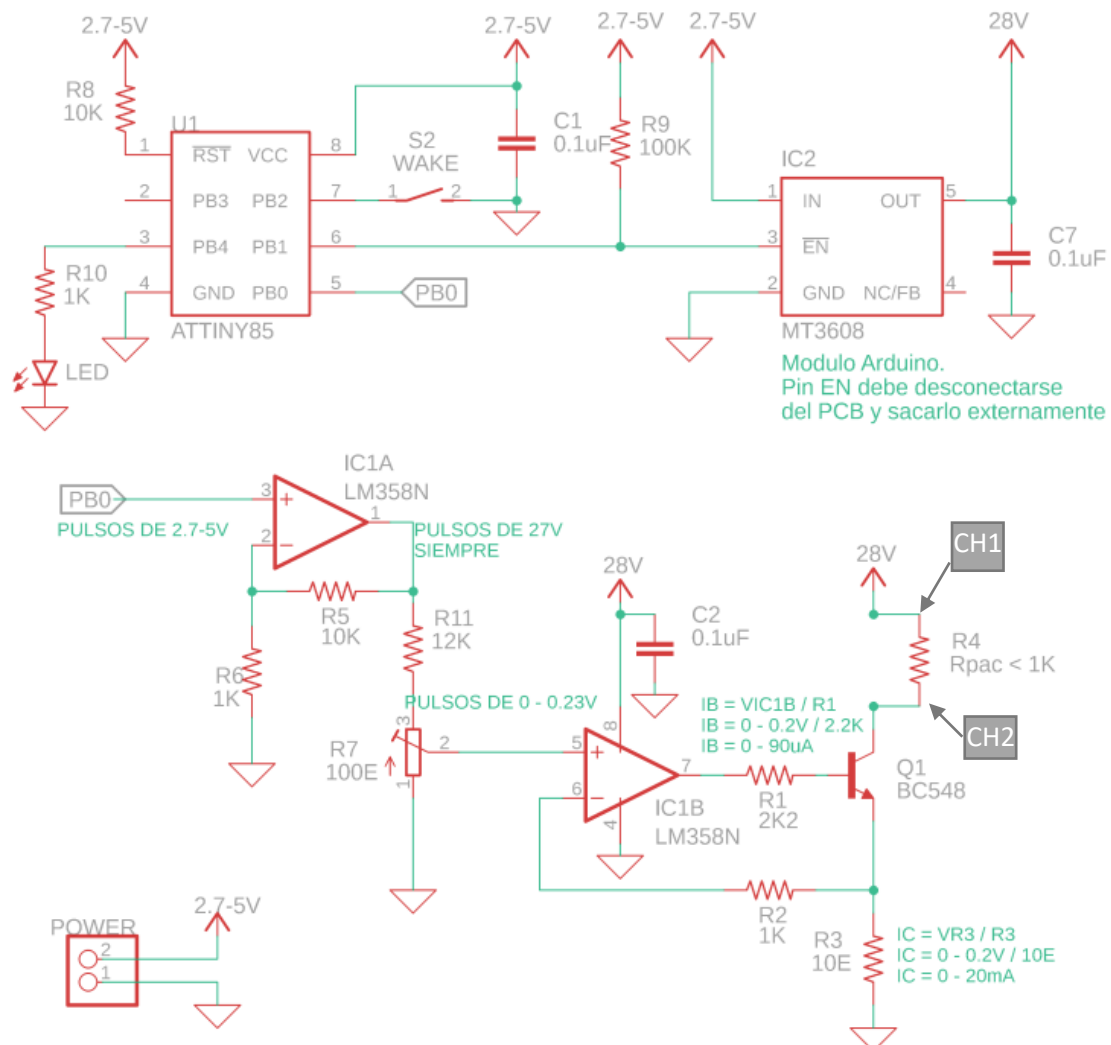 2.7-5V
2.7-5V
2.7-5V
2.7-5V
28V
R8
10K
U1
1
RST
VCC
8
2
PB3
PB2
7
3
PB4
PB1
6
4
GND
PB0
5
ATTINY85
PB0
S2
WAKE
1
2
C1
0.1uF
R9
100K
R10
1K
LED
IC2
1
IN
OUT
5
3
EN
2
GND
NC/FB
4
MT3608
C7
0.1uF
Modulo Arduino.
Pin EN debe desconectarse
del PCB y sacarlo externamente
IC1A
LM358N
PB0
PULSOS DE 2.7-5V
3
+
2
−
1
PULSOS DE 27V
SIEMPRE
R5
10K
R6
1K
R11
12K
PULSOS DE 0 - 0.23V
3
R7
100E
2
1
28V
C2
0.1uF
8
5
+
6
−
7
4
IC1B
LM358N
IB = VIC1B / R1
IB = 0 - 0.2V / 2.2K
IB = 0 - 90uA
R1
2K2
28V
CH1
R4
Rpac < 1K
CH2
Q1
BC548
R2
1K
R3
10E
IC = VR3 / R3
IC = 0 - 0.2V / 10E
IC = 0 - 20mA
POWER
2.7-5V
2
1